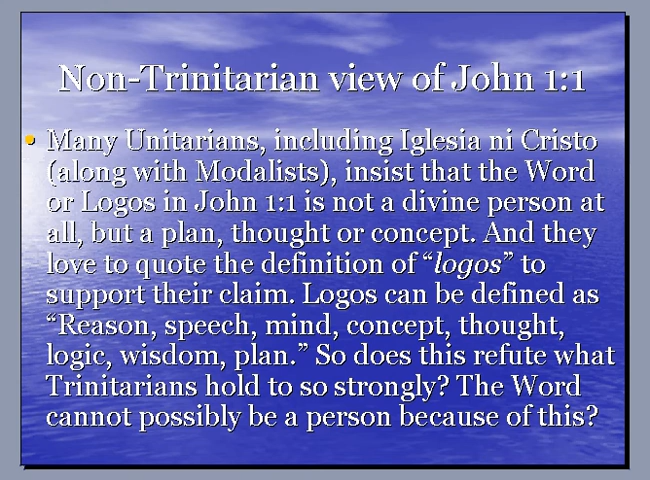 Non-Trinitarian view of John 1:1
• Many Unitarians, including Iglesia ni Cristo
(along with Modalists), insist that the Word
or Logos in John 1:1 is not a divine person at
all, but a plan, thought or concept. And they
love to quote the definition of “logos” to
support their claim. Logos can be defined as
“Reason, speech, mind, concept, thought,
logic, wisdom, plan.” So does this refute what
Trinitarians hold to so strongly? The Word
cannot possibly be a person because of this?